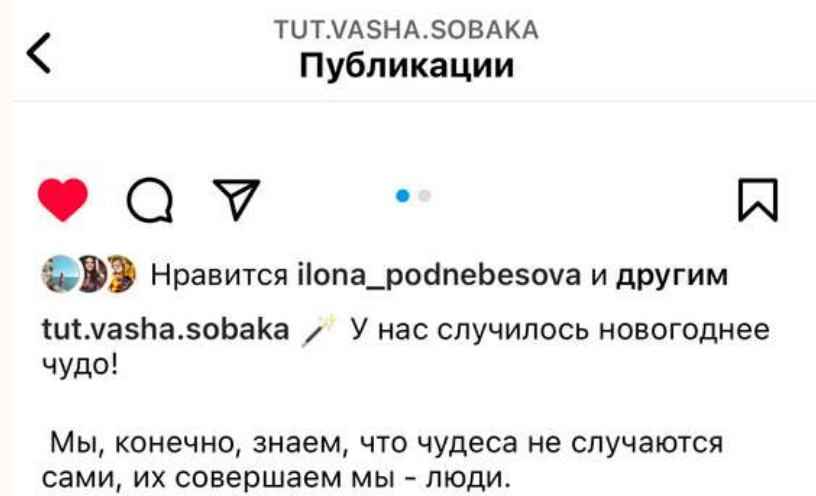 TUT.VASHA.SOBAKA
Публикации
Нравится ilona_podnebesova и другим
tut.vasha.sobaka 🪄 У нас случилось новогоднее
чудо!
Мы, конечно, знаем, что чудеса не случаются
сами, их совершаем мы - люди.